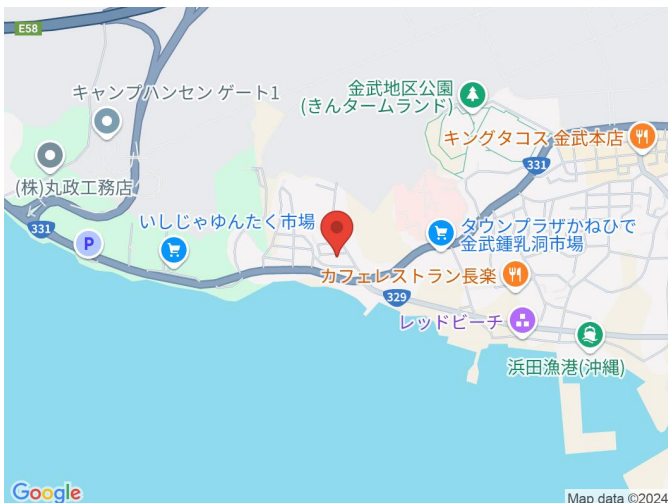 E58
キャンプハンセン ゲート1
金武地区公園
(きんタームランド)
キングタコス 金武本店
331
(株)丸政工務店
331
P
いしじゃゆんたく市場
タウンプラザかねひで
金武鍾乳洞市場
カフェレストラン長楽
329
レッドビーチ
浜田漁港(沖縄)
Google
Map data ©2024